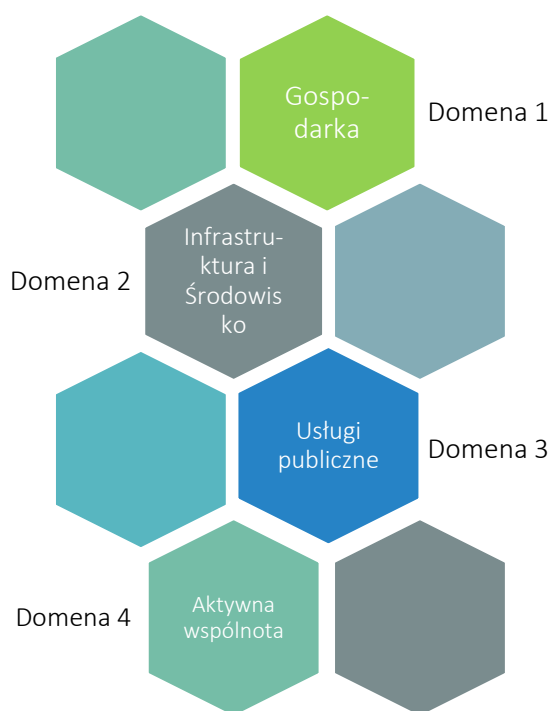 Gospo-
darka
Domena 1
Infrastru-
ktura i
Środowis
ko
Domena 2
Usługi
publiczne
Domena 3
Aktywna
wspólnota
Domena 4